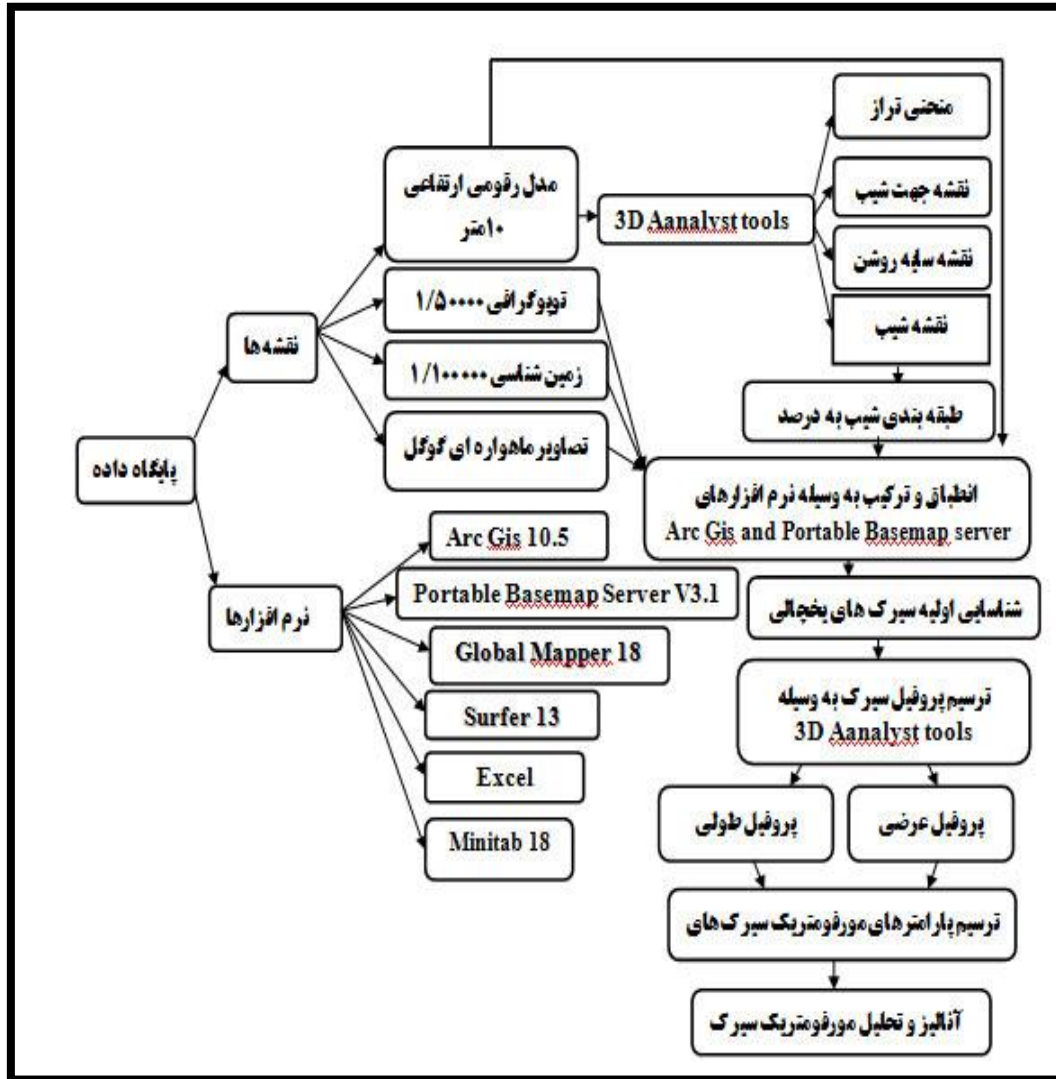 منحنی تراز
مدل رقومی ارتفاعی
۱۰متر
نقشه جهت شیب
3D Aanalyst tools
نقشه سایه روشن
توپوگرافی ۱/۵۰۰۰۰
نقشه شیب
نقشه‌ها
زمین شناسی ۱/۱۰۰۰۰۰
طبقه بندی شیب به درصد
تصاویر ماهواره ای گوگل
پایگاه داده
انطباق و ترکیب به وسیله نرم افزارهای
Arc Gis and Portable Basemap server
Arc Gis 10.5
Portable Basemap Server V3.1
شناسایی اولیه سیرک های یخچالی
نرم افزارها
Global Mapper 18
ترسیم پروفیل سیرک به وسیله
3D Aanalyst tools
Surfer 13
Excel
پروفیل طولی
پروفیل عرضی
Minitab 18
ترسیم پارامترهای مورفومتریک سیرک‌های
آنالیز و تحلیل مورفومتریک سیرک